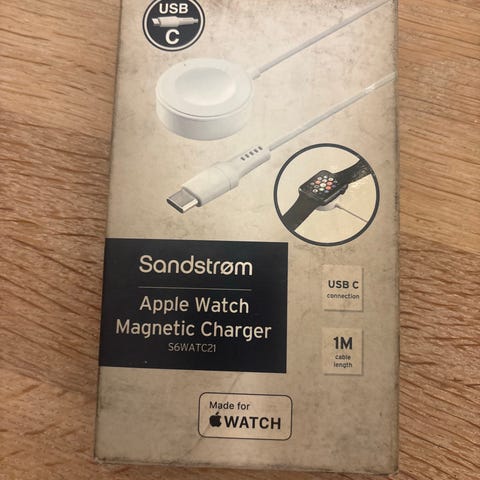 USB
C
Sandstrøm
Apple Watch
Magnetic Charger
S6WATC21
USB C
connection
1M
cable
length
Made for
WATCH